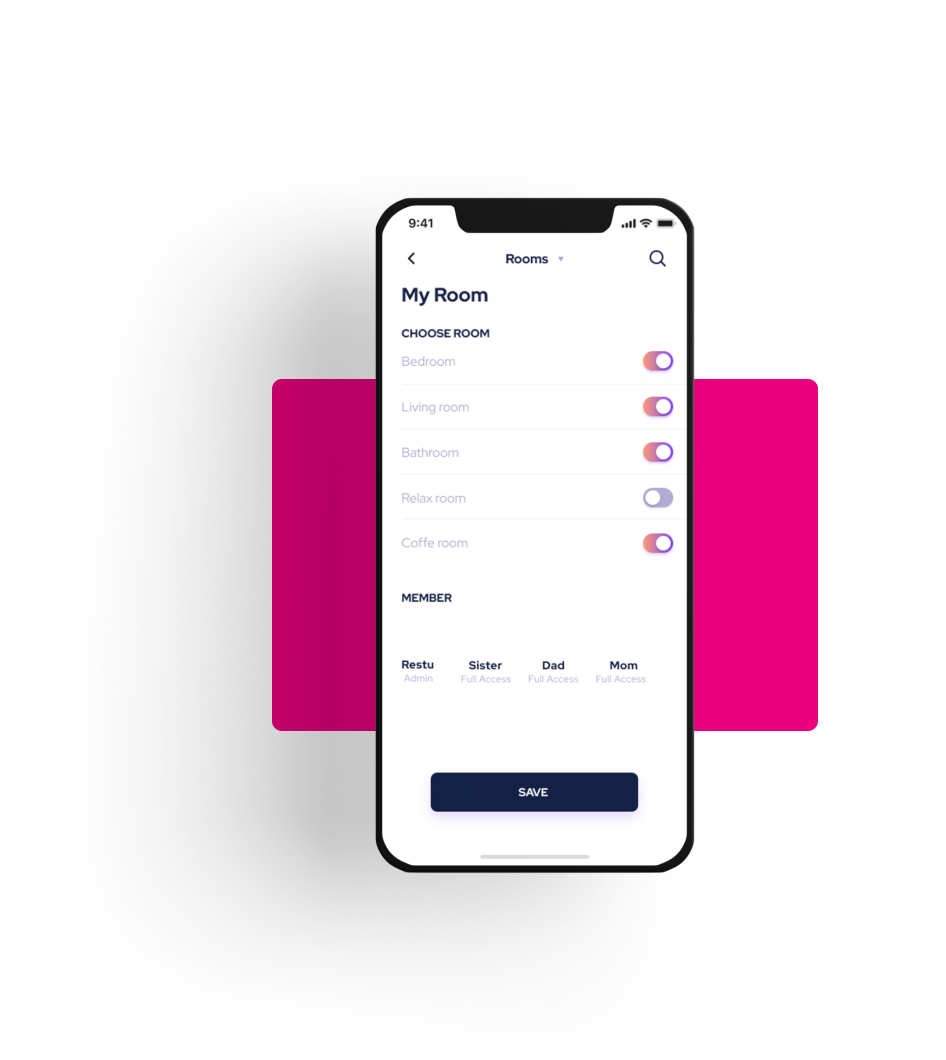 9:41
Rooms
My Room
CHOOSE ROOM
Bedroom
Living room
Bathroom
Relax room
Coffe room
MEMBER
Restu Sister Dad Mom
Admin Full Access Full Access Full Access
SAVE